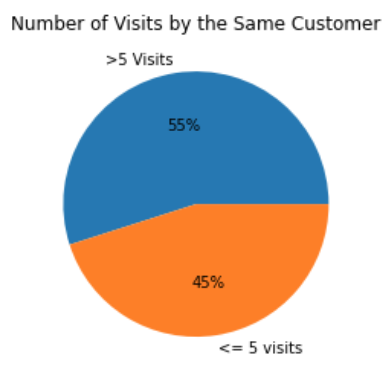 Number of Visits by the Same Customer
>5 Visits
55%
45%
<= 5 visits